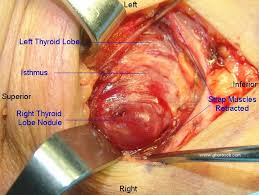 Left
Left Thyroid Lobe
Isthmus
Superior
Inferior
Strap Muscles
Retracted
Right Thyroid
Lobe Nodule
Right